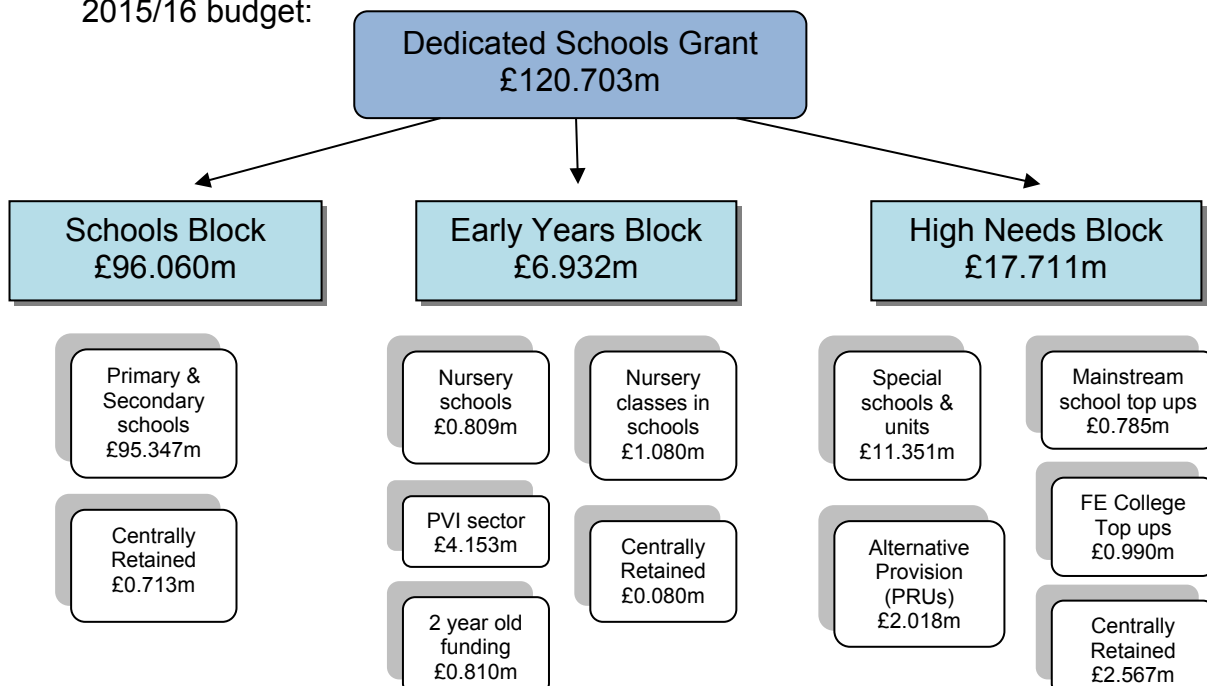 2015/16 budget:
Dedicated Schools Grant
£120.703m
Schools Block
£96.060m
Primary &
Secondary
schools
£95.347m
Centrally
Retained
£0.713m
Early Years Block
£6.932m
Nursery
schools
£0.809m
PVI sector
£4.153m
2 year old
funding
£0.810m
Nursery
classes in
schools
£1.080m
Centrally
Retained
£0.080m
High Needs Block
£17.711m
Special
schools &
units
£11.351m
Alternative
Provision
(PRUs)
£2.018m
Mainstream
school top ups
£0.785m
FE College
Top ups
£0.990m
Centrally
Retained
£2.567m